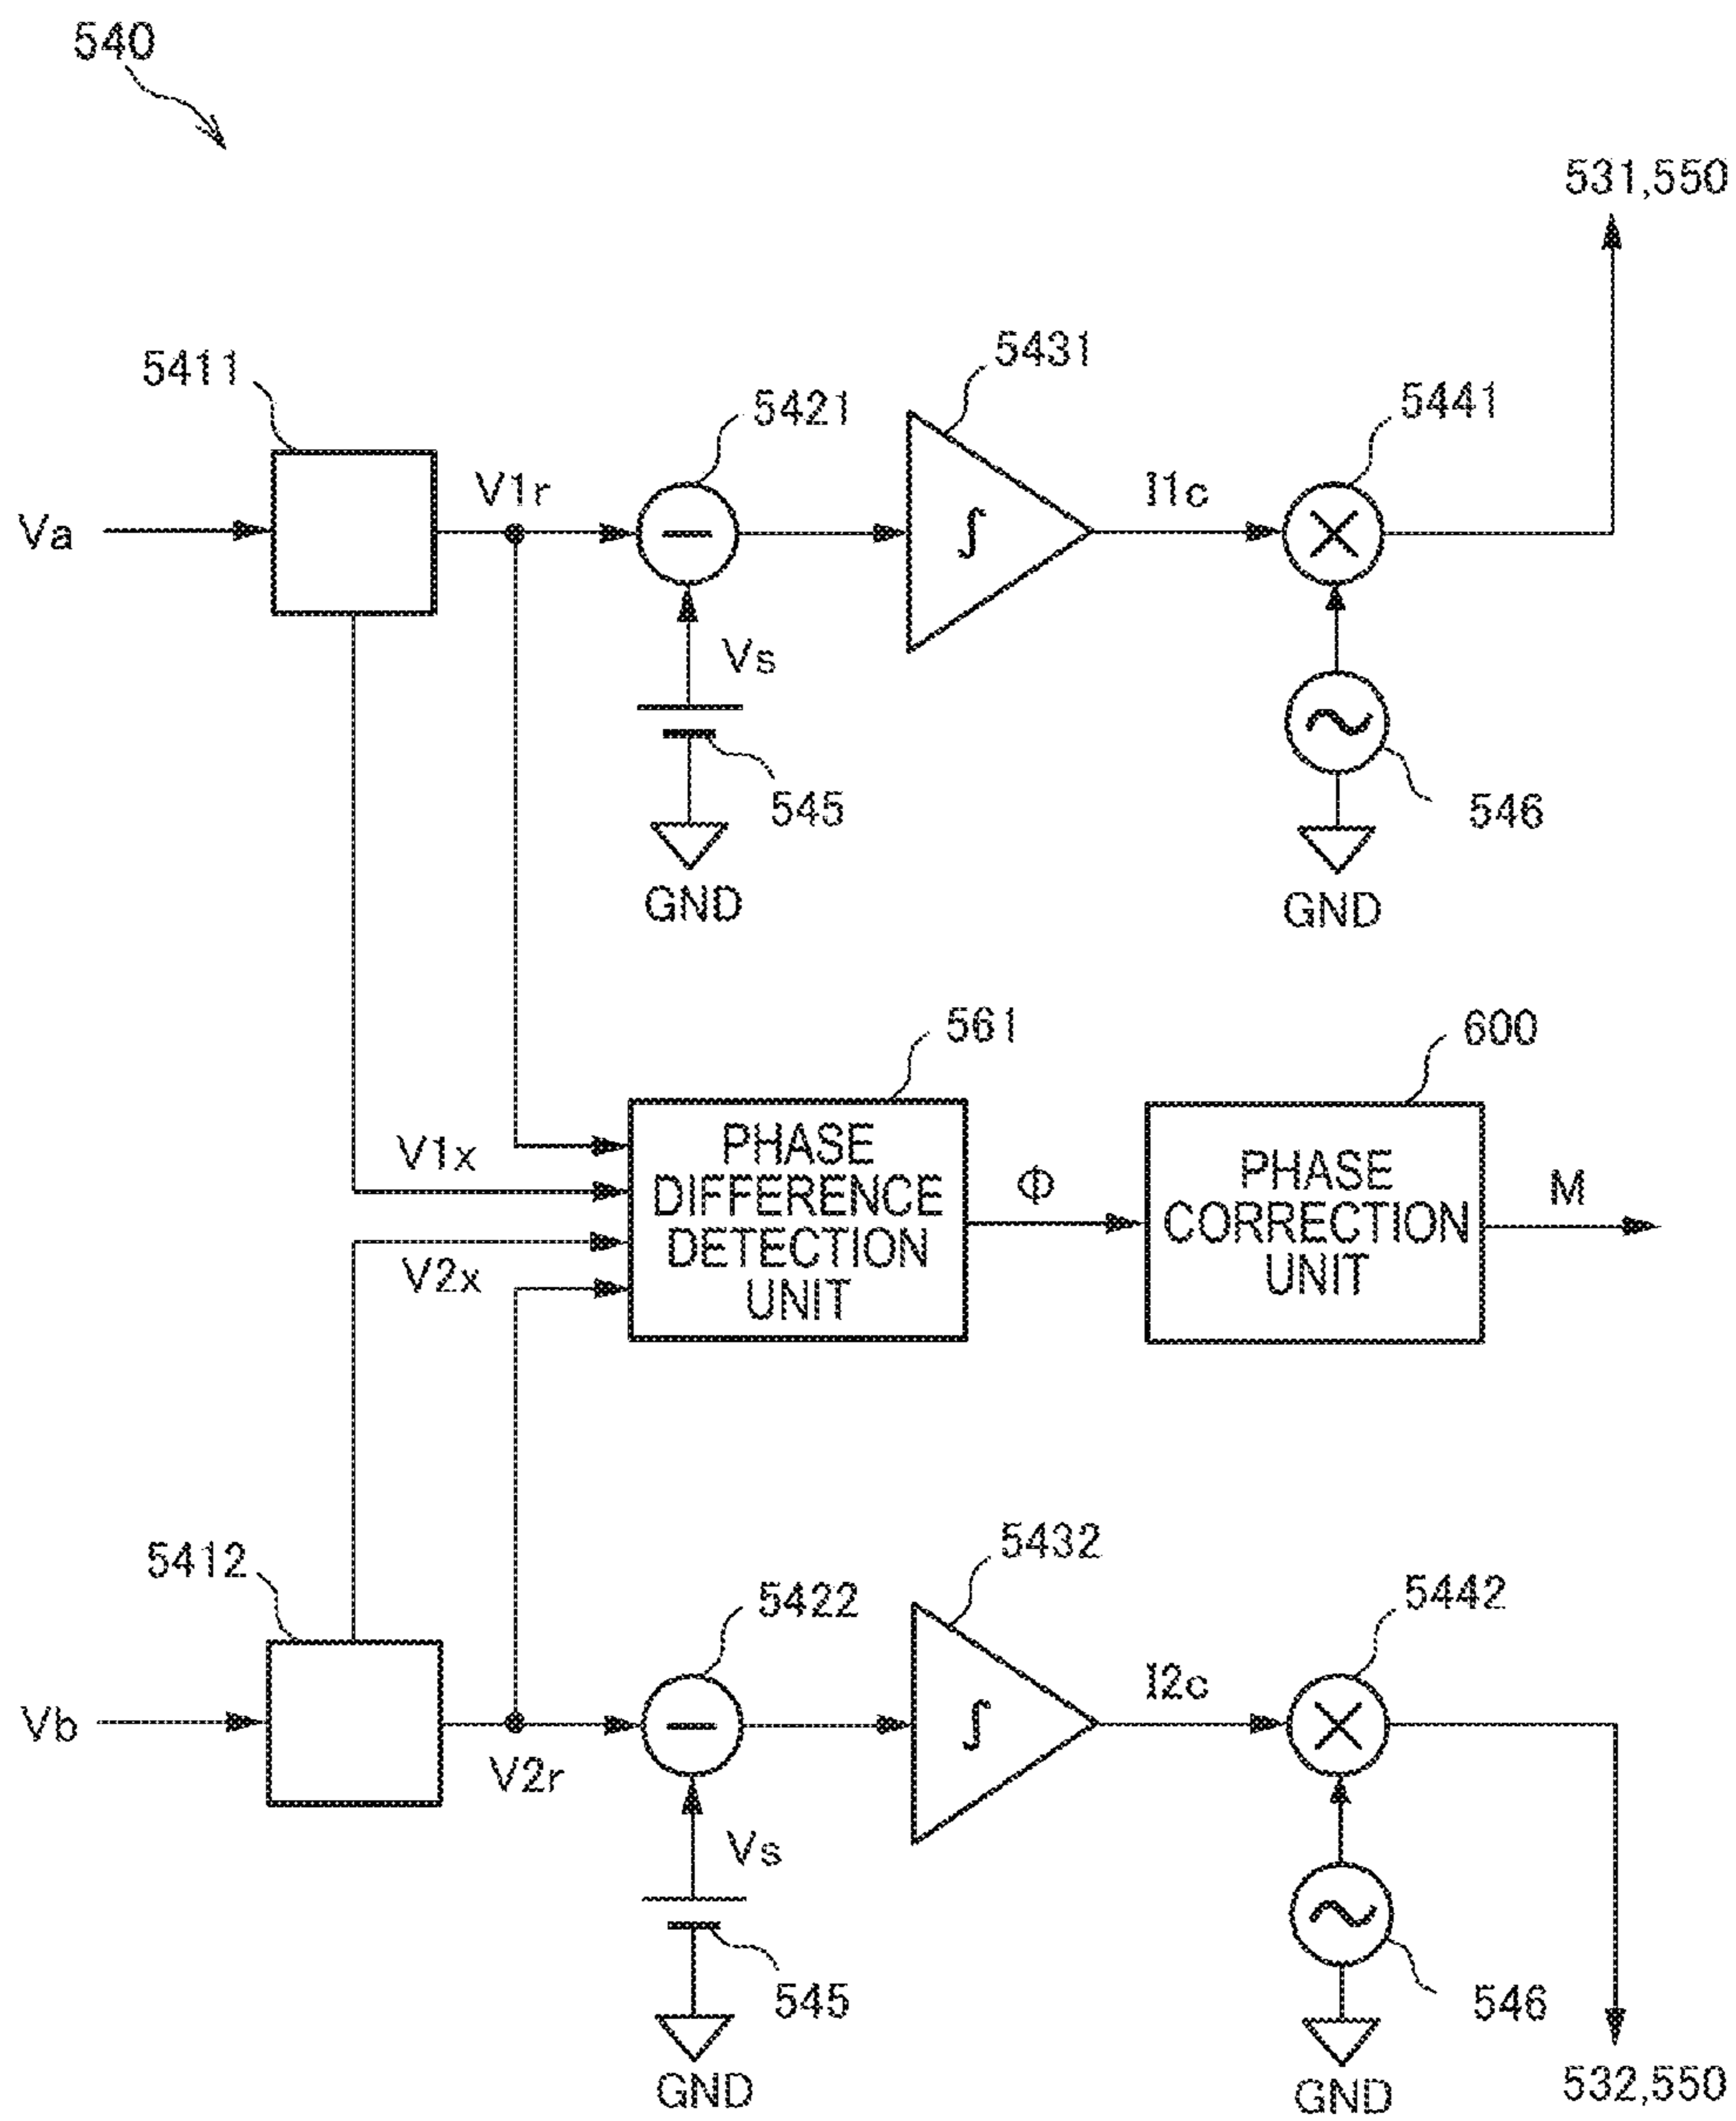 540
531,550
5411
5421
5431
5441
Va
V1r
I1c
Vs
545
546
GND
GND
561
600
V1x
V2x
PHASE
DIFFERENCE
DETECTION
UNIT
Φ
PHASE
CORRECTION
UNIT
M
5412
5422
5432
5442
Vb
V2r
I2c
Vs
545
546
GND
GND
532,550